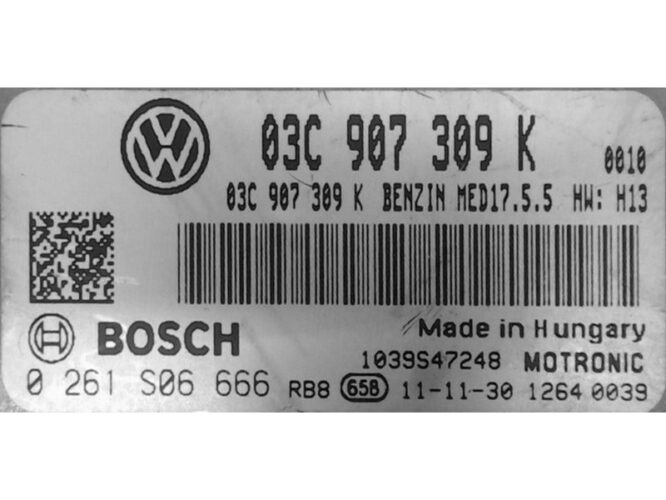 03C 907 309 K 0010
03C 907 309 K BENZIN MED17.5.5 HW: H13
BOSCH Made in Hungary
1039S47248 MOTRONIC
0 261 S06 666 RB8 658 11-11-30 1264 0039